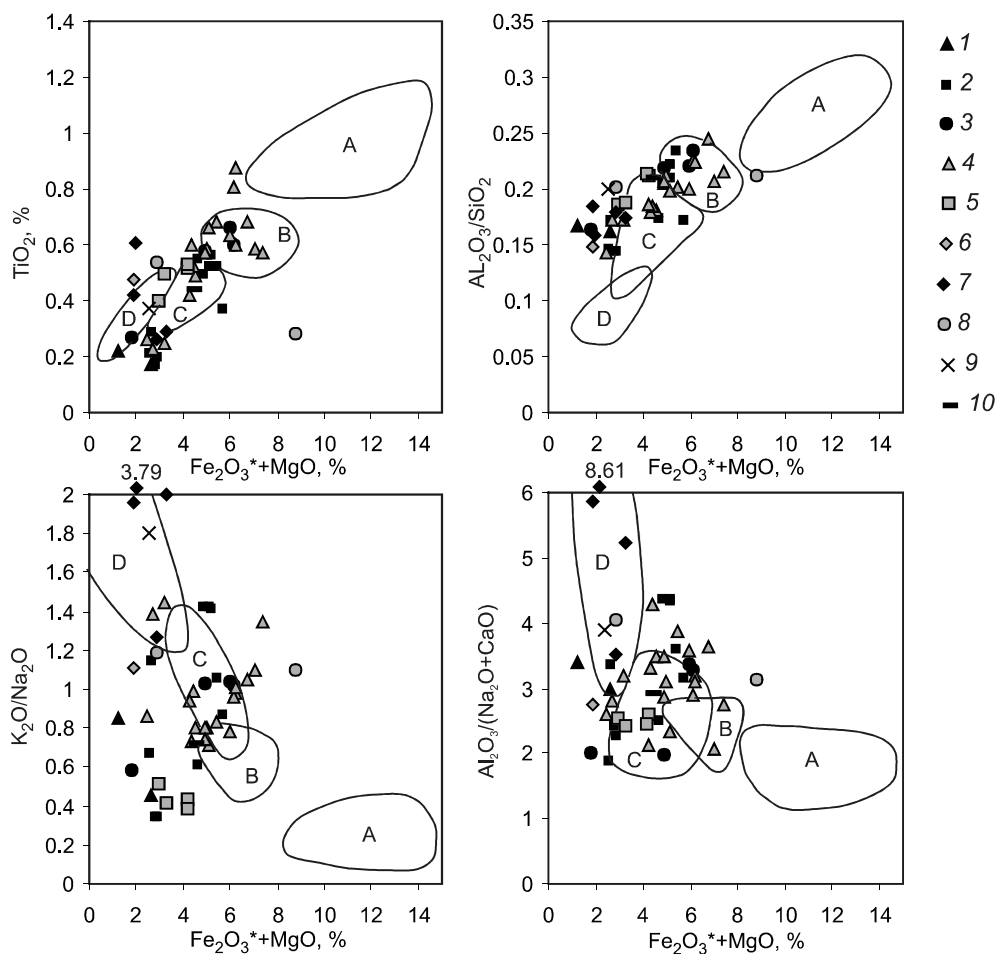 1.4
1.2
1
0.8
0.6
0.4
0.2
0
TiO2, %
A
B
C
D
0 2 4 6 8 10 12 14
Fe2O3*+MgO, %
0.35
0.30
0.25
0.20
0.15
0.10
0.05
0
AL2O3/SiO2
A
B
C
D
0 2 4 6 8 10 12 14
Fe2O3*+MgO, %
1
2
3
4
5
6
7
8
9
10
3.79
2
1.8
1.6
1.4
1.2
1
0.8
0.6
0.4
0.2
0
K2O/Na2O
D
C
B
A
0 2 4 6 8 10 12 14
Fe2O3*+MgO, %
8.61
6
5
4
3
2
1
0
Al2O3/(Na2O+CaO)
D
B
C
A
0 2 4 6 8 10 12 14
Fe2O3*+MgO, %